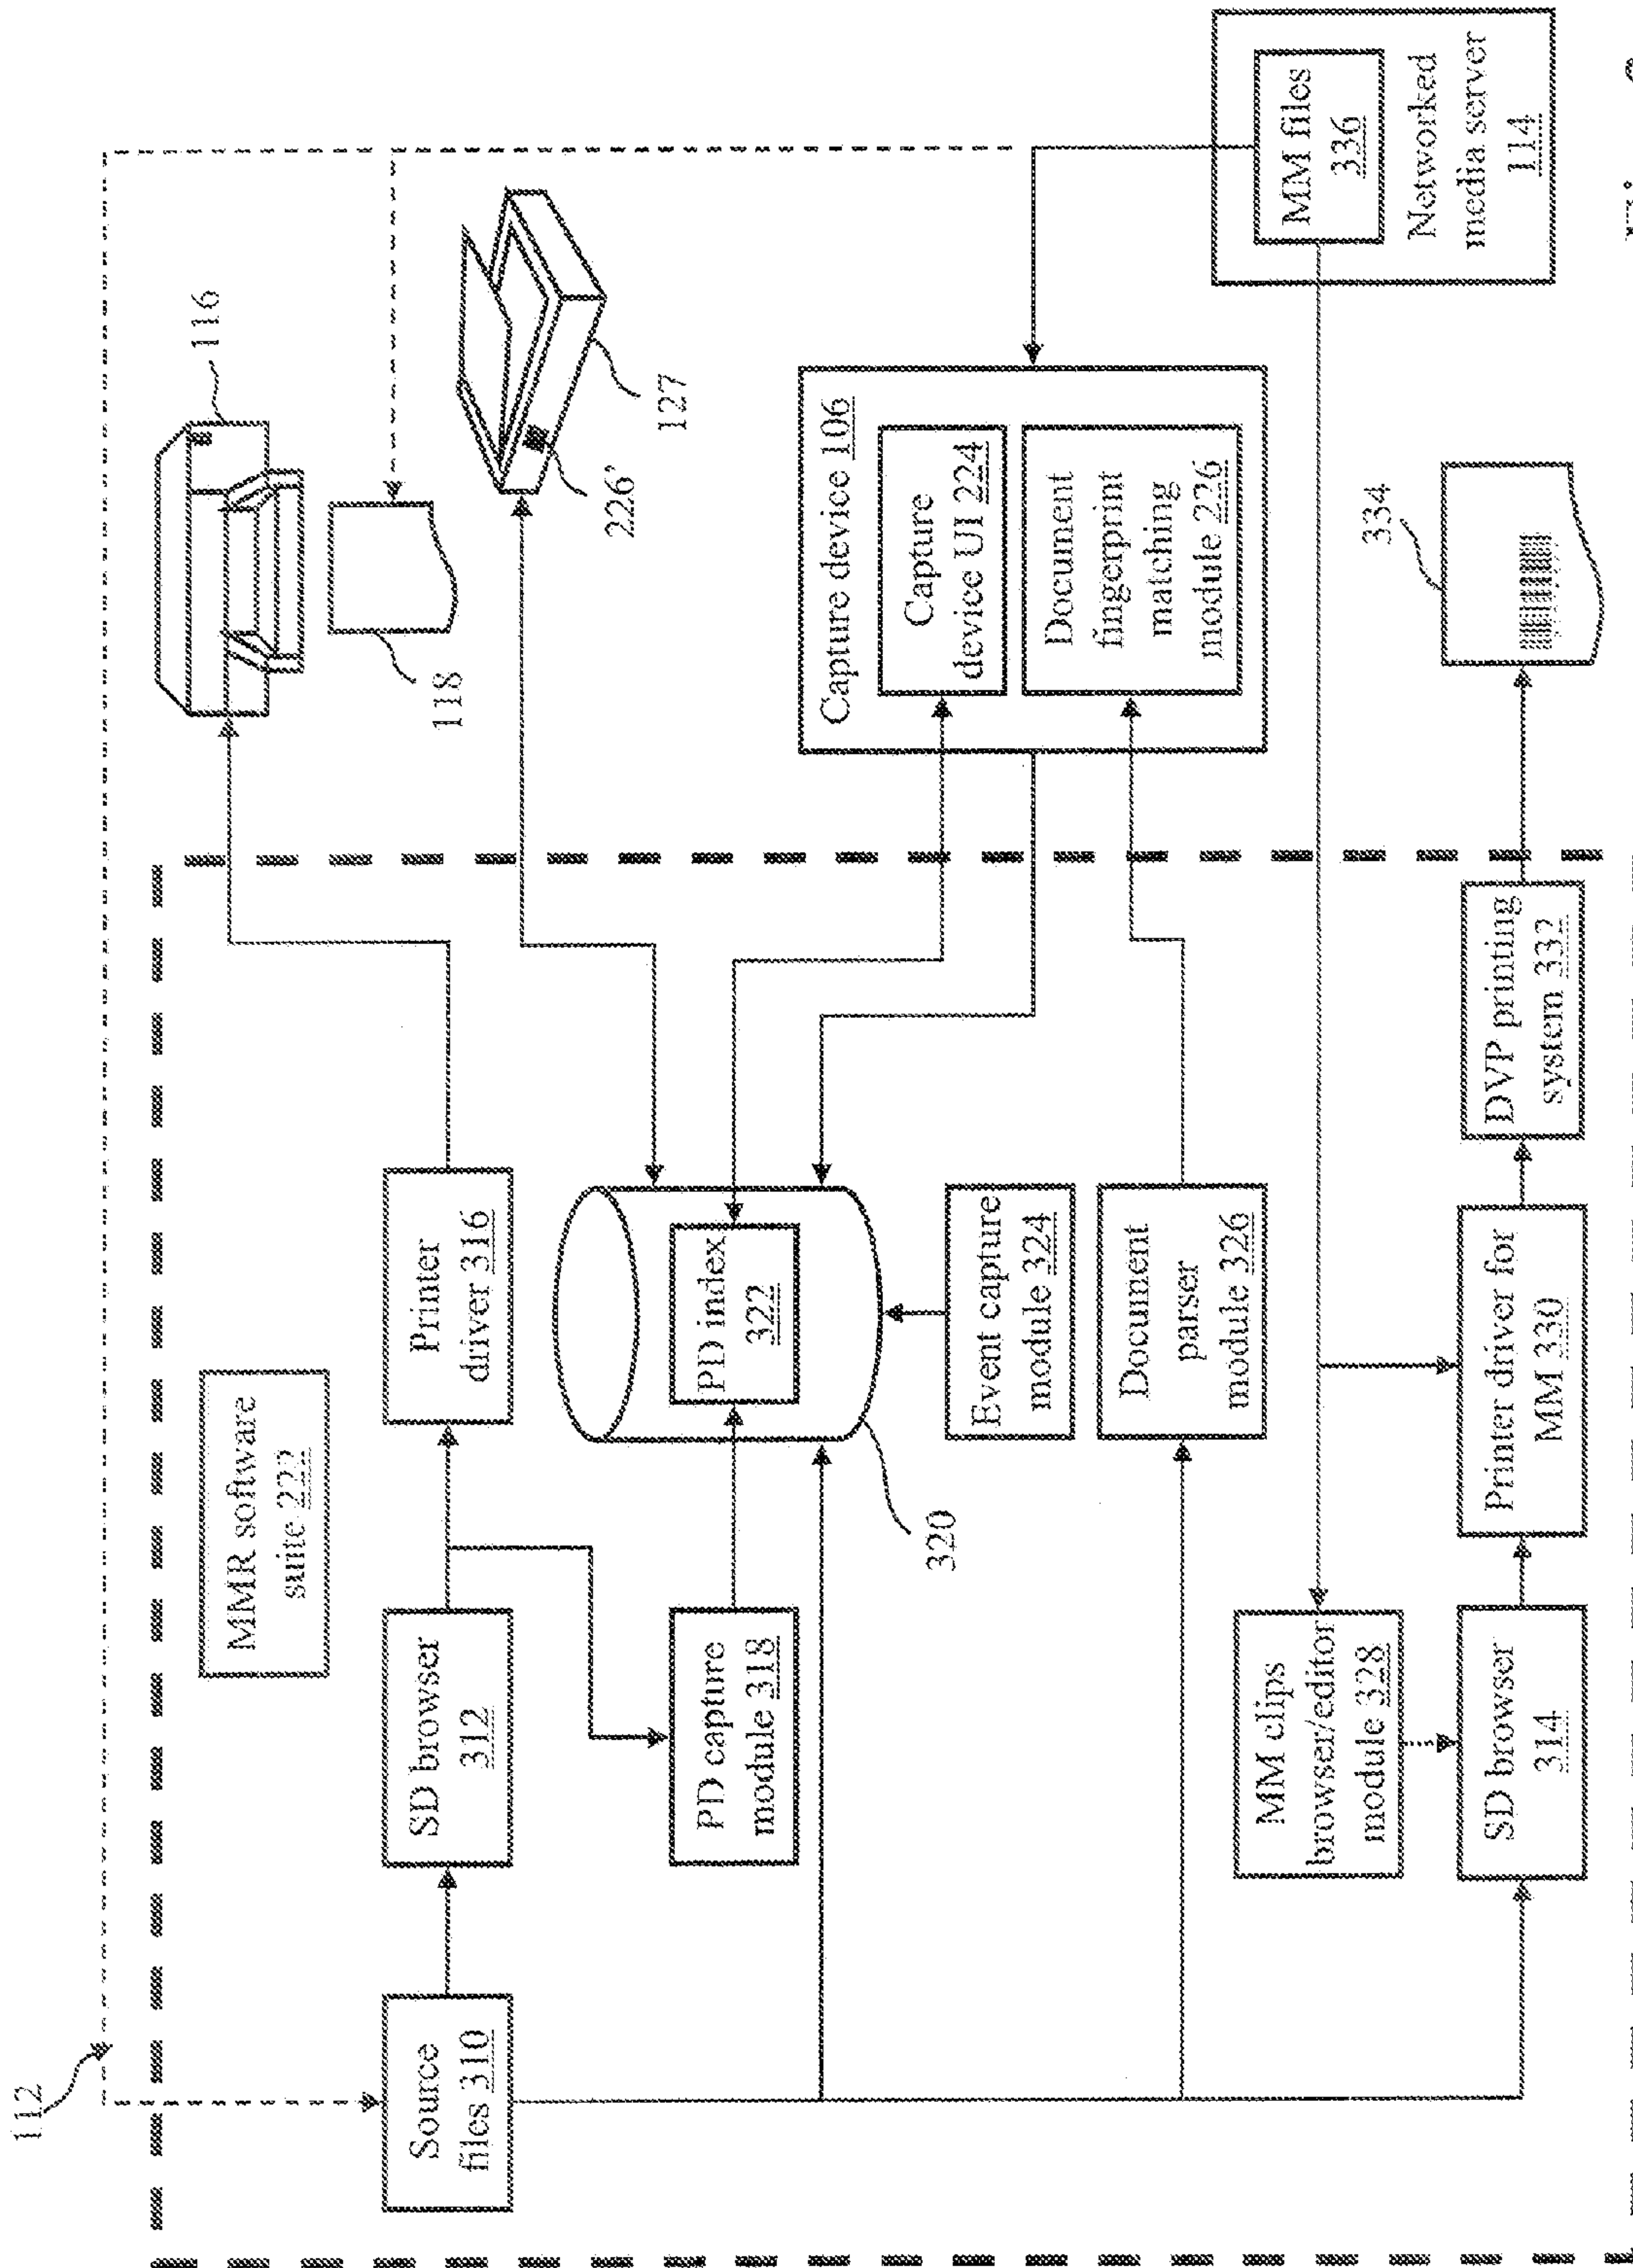 112
MMR software
suite 222
116
118
226’
127
Source
files 310
SD browser
312
Printer
driver 316
PD capture
module 318
PD index
322
320
Event capture
module 324
Document
parser
module 326
Capture device 106
Capture
device UI 224
Document
fingerprint
matching
module 226
MM clips
browser/editor
module 328
SD browser
314
Printer driver for
MM 330
DVP printing
system 332
334
MM files
336
Networked
media server
114